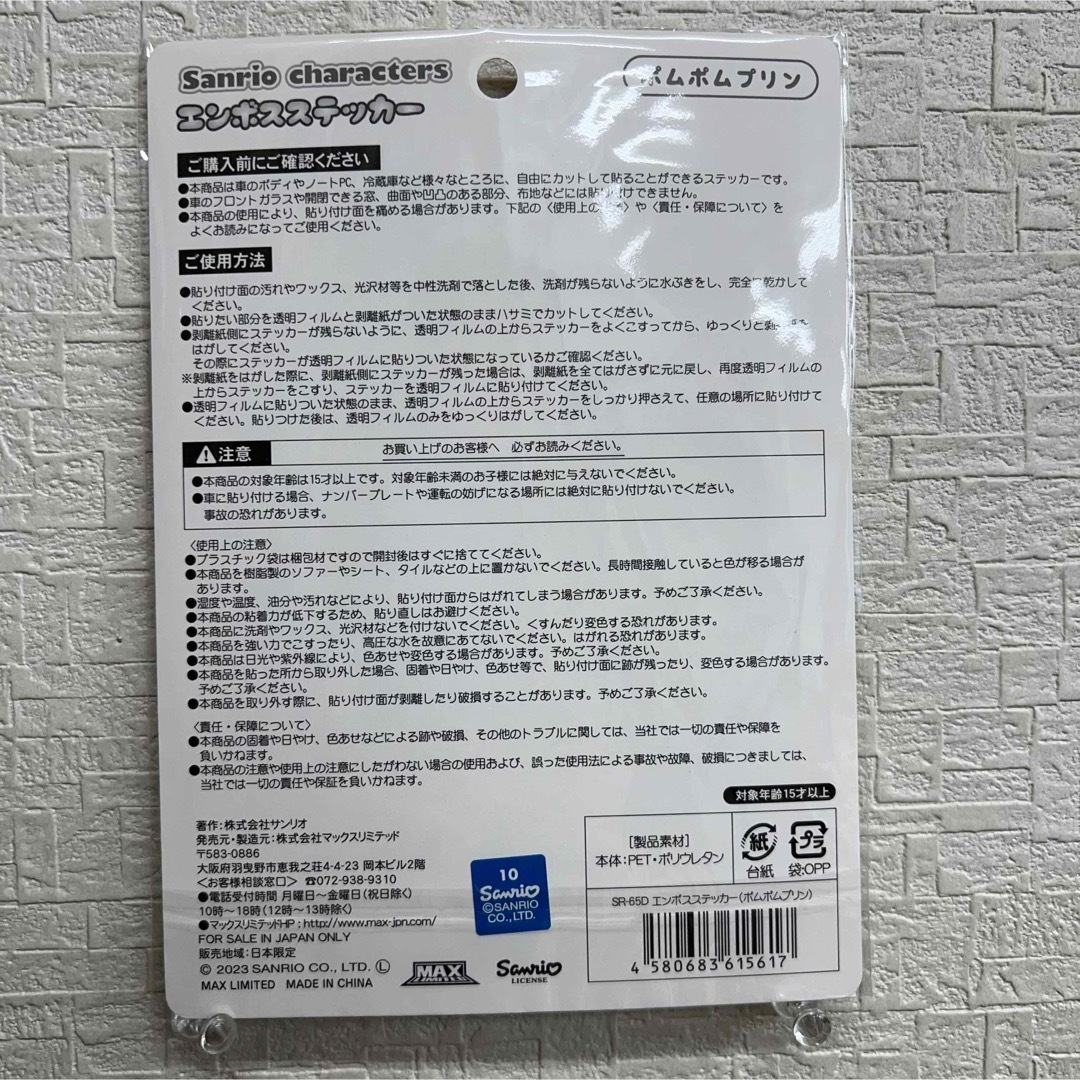 Sanrio characters
エンボスステッカー
ポムポムプリン
ご購入前にご確認ください
●本商品は車のボディやノートPC、冷蔵庫など様々なところに、自由にカットして貼ることができるステッカーです。
●車のフロントガラスや開閉できる窓、曲面や凹凸のある部分、布地などには貼り付けできません。
●本商品の使用により、貼り付け面を痛める場合があります。下記の〈使用上の〉や〈責任・保障について〉を
よくお読みになってご使用ください。
ご使用方法
●貼り付け面の汚れやワックス、光沢材等を中性洗剤で落とした後、洗剤が残らないように水ぶきをし、完全に乾かして
ください。
●貼りたい部分を透明フィルムと剥離紙がついた状態のままハサミでカットしてください。
●剥離紙側にステッカーが残らないように、透明フィルムの上からステッカーをよくこすってから、ゆっくりと
はがしてください。
その際にステッカーが透明フィルムに貼りついた状態になっているかご確認ください。
※剥離紙をはがした際に、剥離紙側にステッカーが残った場合は、剥離紙を全てはがさずに元に戻し、再度透明フィルムの
上からステッカーをこすり、ステッカーを透明フィルムに貼り付けてください。
●透明フィルムに貼りついた状態のまま、透明フィルムの上からステッカーをしっかり押さえて、任意の場所に貼り付けて
ください。貼りつけた後は、透明フィルムのみをゆっくりはがしてください。
注意
お買い上げのお客様へ 必ずお読みください。
●本商品の対象年齢は15才以上です。対象年齢未満のお子様には絶対に与えないでください。
●車に貼り付ける場合、ナンバープレートや運転の妨げになる場所には絶対に貼り付けないでください。
事故の恐れがあります。
〈使用上の注意〉
●プラスチック袋は梱包材ですので開封後はすぐに捨ててください。
●本商品を樹脂製のソファーやシート、タイルなどの上に置かないでください。長時間接触していると色が移る場合が
あります。
●湿度や温度、油分や汚れなどにより、貼り付け面からはがれてしまう場合があります。予めご了承ください。
●本商品の粘着力が低下するため、貼り直しはお避けください。
●本商品に洗剤やワックス、光沢材などを付けないでください。くすんだり変色する恐れがあります。
●本商品を強い力でこすったり、高圧な水を故意にあてないでください。はがれる恐れがあります。
●本商品は日光や紫外線により、色あせや変色する場合があります。予めご了承ください。
●本商品を貼った所から取り外した場合、固着や日やけ、色あせ等で、貼り付け面に跡が残ったり、変色する場合があります。
予めご了承ください。
●本商品を取り外す際に、貼り付け面が剥離したり破損することがあります。予めご了承ください。
〈責任・保障について〉
●本商品の固着や日やけ、色あせなどによる跡や破損、その他のトラブルに関しては、当社では一切の責任や保障を
負いかねます。
●本商品の注意や使用上の注意にしたがわない場合の使用および、誤った使用法による事故や故障、破損につきましては、
当社では一切の責任や保証を負いかねます。
対象年齢15才以上
著作:株式会社サンリオ
発売元・製造元:株式会社マックスリミテッド
〒583-0886
大阪府羽曳野市恵我之荘4-4-23 岡本ビル2階
<お客様相談窓口> ☎072-938-9310
●電話受付時間 月曜日〜金曜日(祝日除く)
10時〜18時(12時〜13時除く)
●マックスリミテッドHP:http://www.max-jpn.com/
FOR SALE IN JAPAN ONLY
販売地域:日本限定
© 2023 SANRIO CO., LTD. Ⓛ
MAX LIMITED MADE IN CHINA
MAX
LIMITED
Sanrio
LICENSE
10
Sanrio
©SANRIO
CO.,LTD.
[製品素材]
本体:PET・ポリウレタン
紙
台紙
プラ
袋:OPP
SR-65D エンボスステッカー(ポムポムプリン)
4 580683 615617